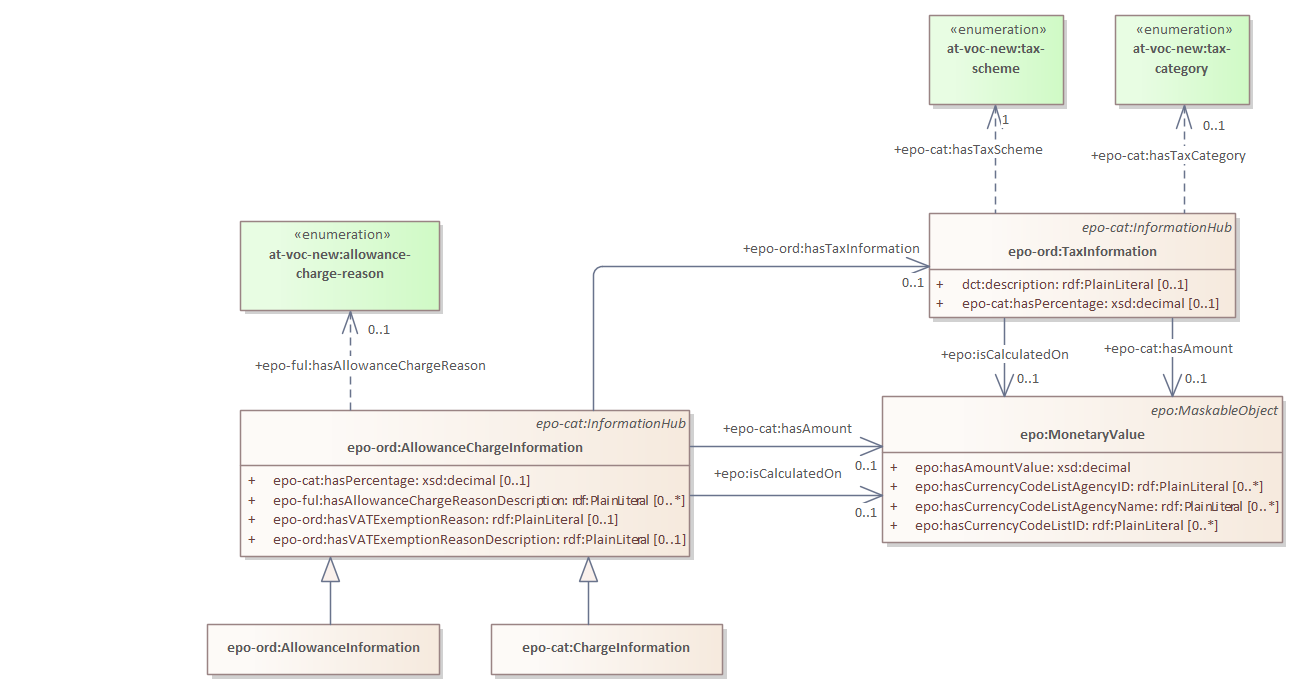 «enumeration»
at-voc-new:tax-
scheme
«enumeration»
at-voc-new:tax-
category
1
0..1
+epo-cat:hasTaxScheme
+epo-cat:hasTaxCategory
epo-cat:InformationHub
epo-ord:TaxInformation
+ dct:description: rdf:PlainLiteral [0..1]
+ epo-cat:hasPercentage: xsd:decimal [0..1]
+epo-ord:hasTaxInformation
0..1
«enumeration»
at-voc-new:allowance-
charge-reason
0..1
+epo-ful:hasAllowanceChargeReason
+epo:isCalculatedOn
0..1
+epo-cat:hasAmount
0..1
epo-cat:InformationHub
epo-ord:AllowanceChargeInformation
+ epo-cat:hasPercentage: xsd:decimal [0..1]
+ epo-ful:hasAllowanceChargeReasonDescription: rdf:PlainLiteral [0..*]
+ epo-ord:hasVATExemptionReason: rdf:PlainLiteral [0..1]
+ epo-ord:hasVATExemptionReasonDescription: rdf:PlainLiteral [0..1]
+epo-cat:hasAmount
0..1
+epo:isCalculatedOn
0..1
epo:MaskableObject
epo:MonetaryValue
+ epo:hasAmountValue: xsd:decimal
+ epo:hasCurrencyCodeListAgencyID: rdf:PlainLiteral [0..*]
+ epo:hasCurrencyCodeListAgencyName: rdf:PlainLiteral [0..*]
+ epo:hasCurrencyCodeListID: rdf:PlainLiteral [0..*]
epo-ord:AllowanceInformation
epo-cat:ChargeInformation